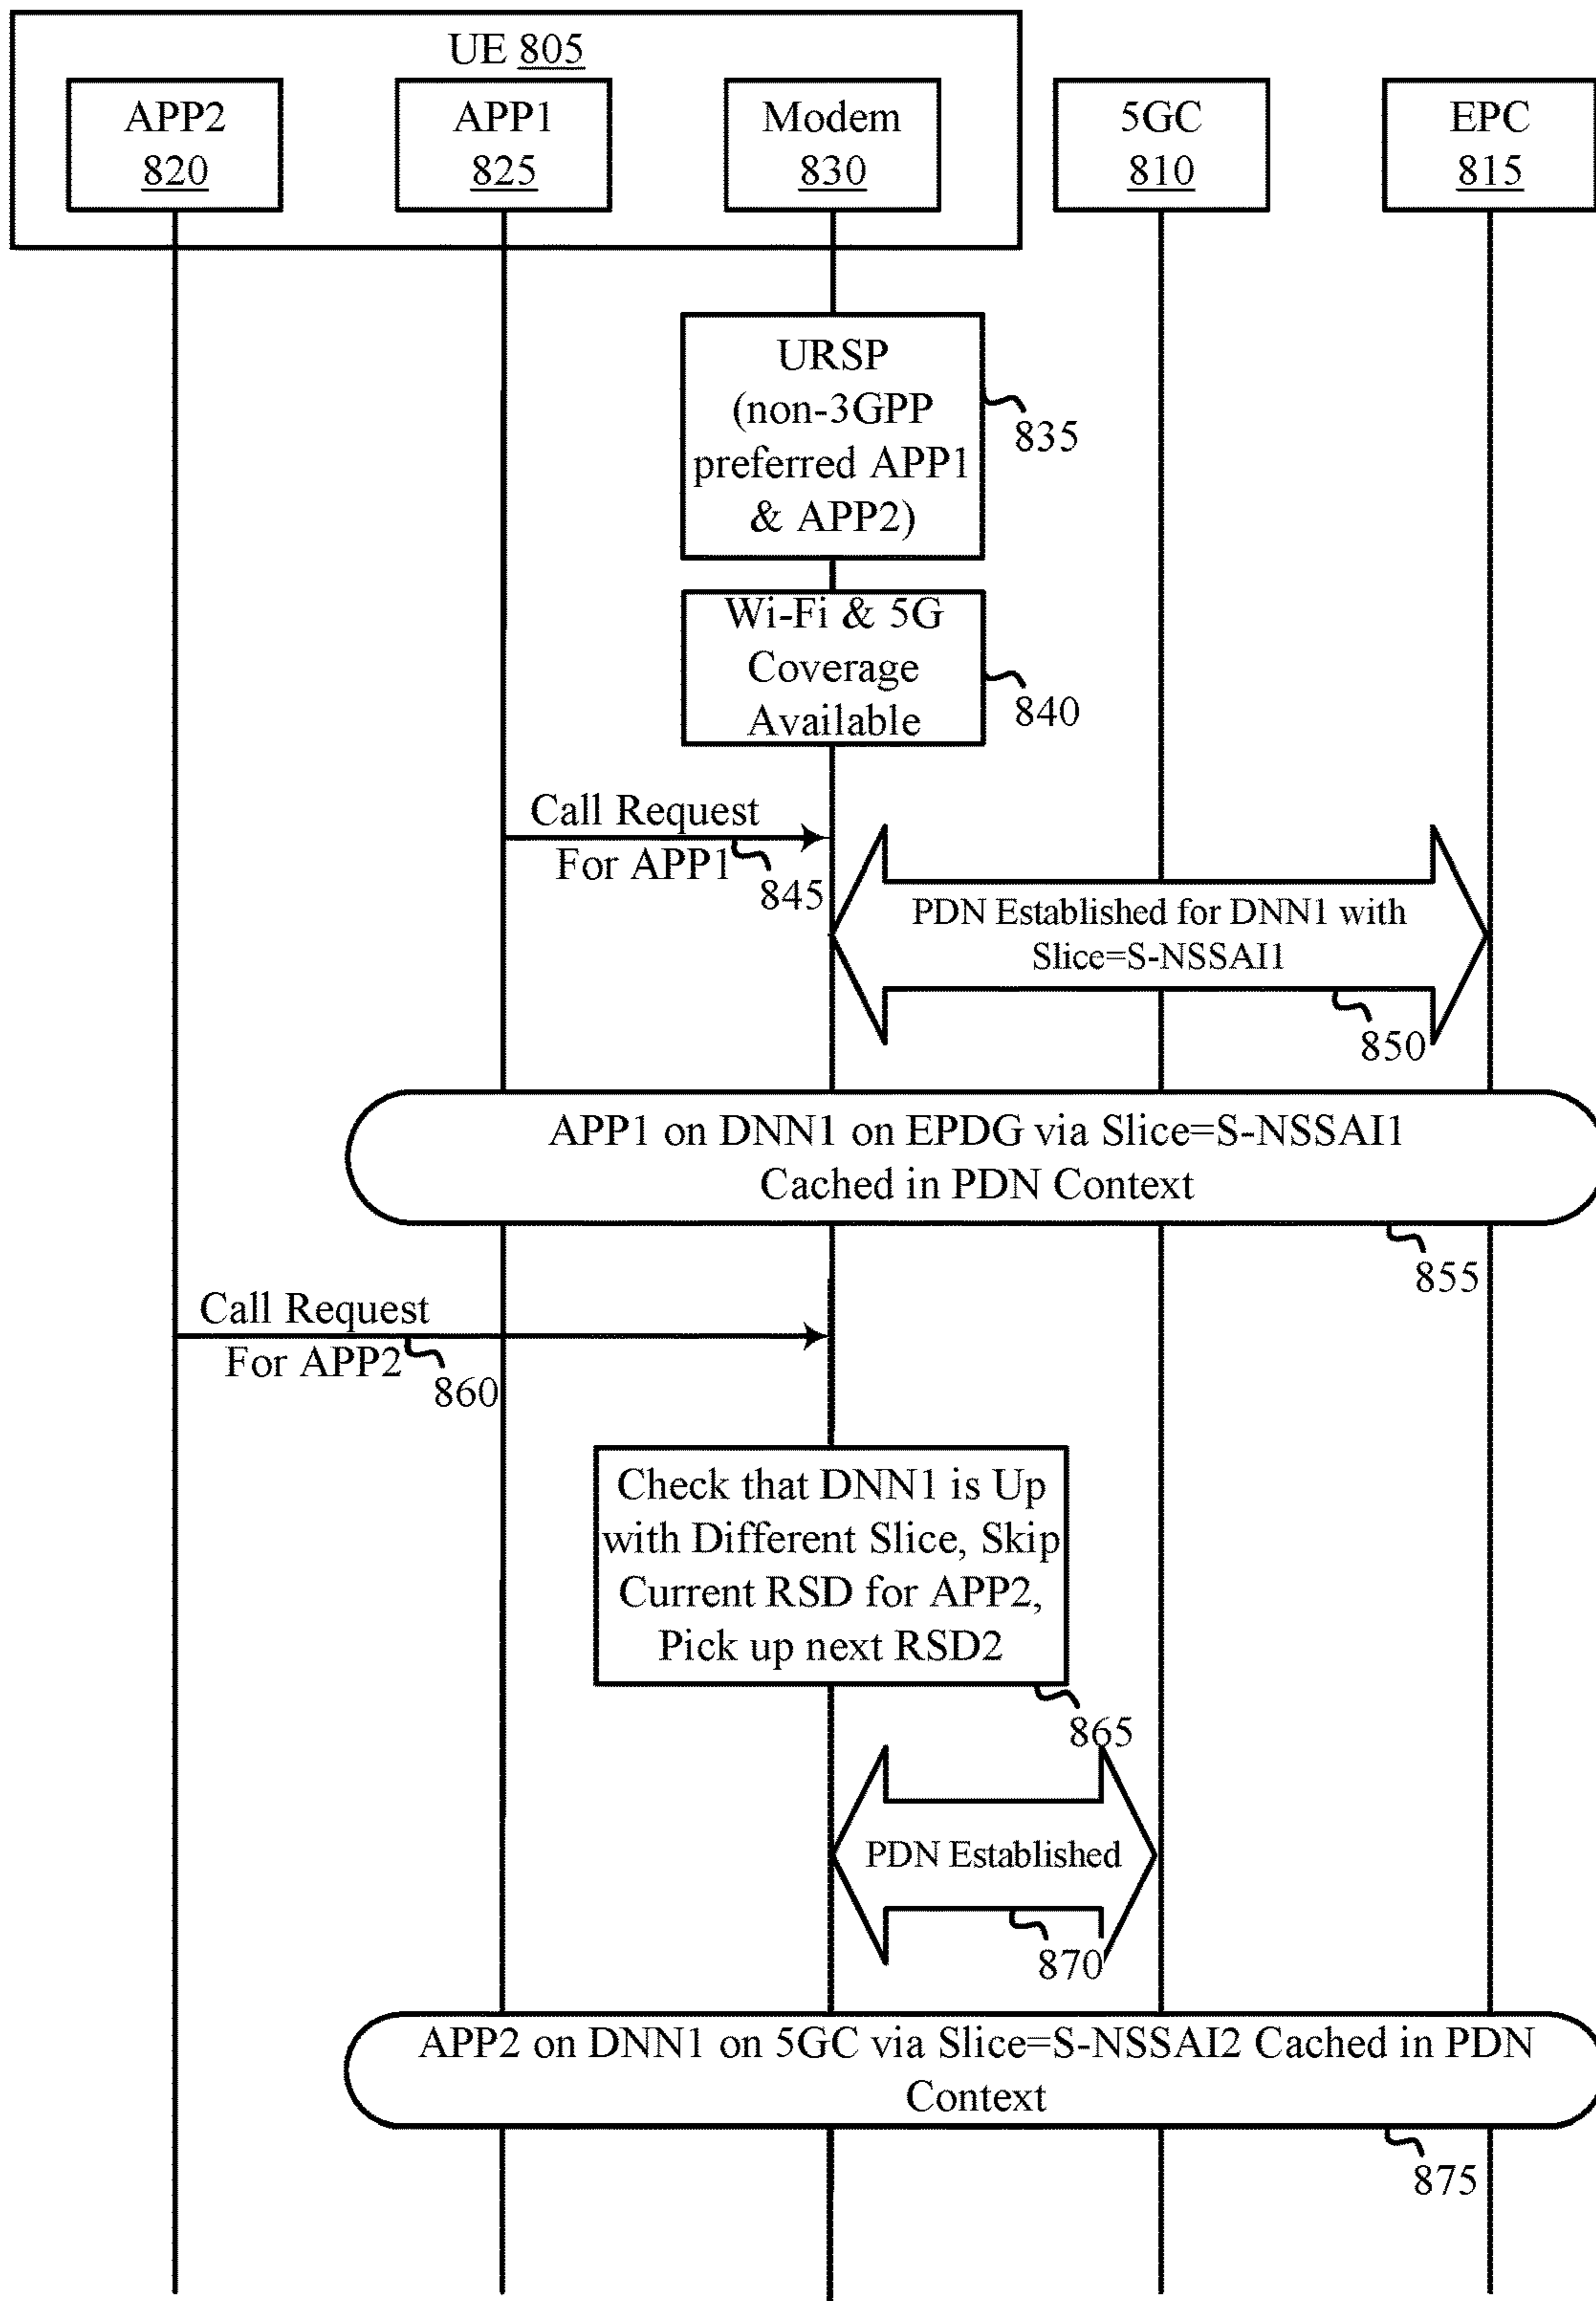 UE 805
APP2
820
APP1
825
Modem
830
5GC
810
EPC
815
URSP
(non-3GPP
preferred APP1
& APP2)
835
Wi-Fi & 5G
Coverage
Available
840
Call Request
For APP1
845
PDN Established for DNN1 with
Slice=S-NSSAI1
850
APP1 on DNN1 on EPDG via Slice=S-NSSAI1
Cached in PDN Context
855
Call Request
For APP2
860
Check that DNN1 is Up
with Different Slice, Skip
Current RSD for APP2,
Pick up next RSD2
865
PDN Established
870
APP2 on DNN1 on 5GC via Slice=S-NSSAI2 Cached in PDN
Context
875